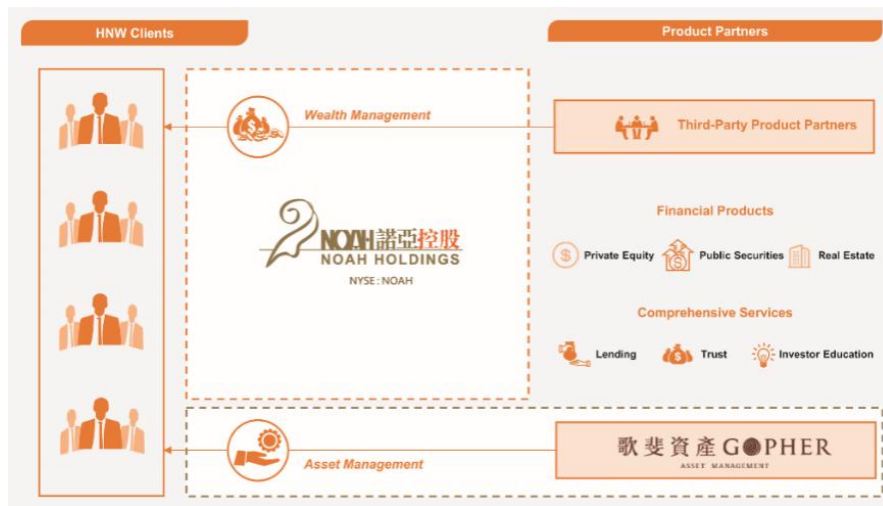 HNW Clients
Product Partners
Wealth Management
Third-Party Product Partners
NOAH 諾亞控股
NOAH HOLDINGS
NYSE: NOAH
Financial Products
Private Equity
Public Securities
Real Estate
Comprehensive Services
Lending
Trust
Investor Education
Asset Management
歌斐資產 GOPHER
ASSET MANAGEMENT